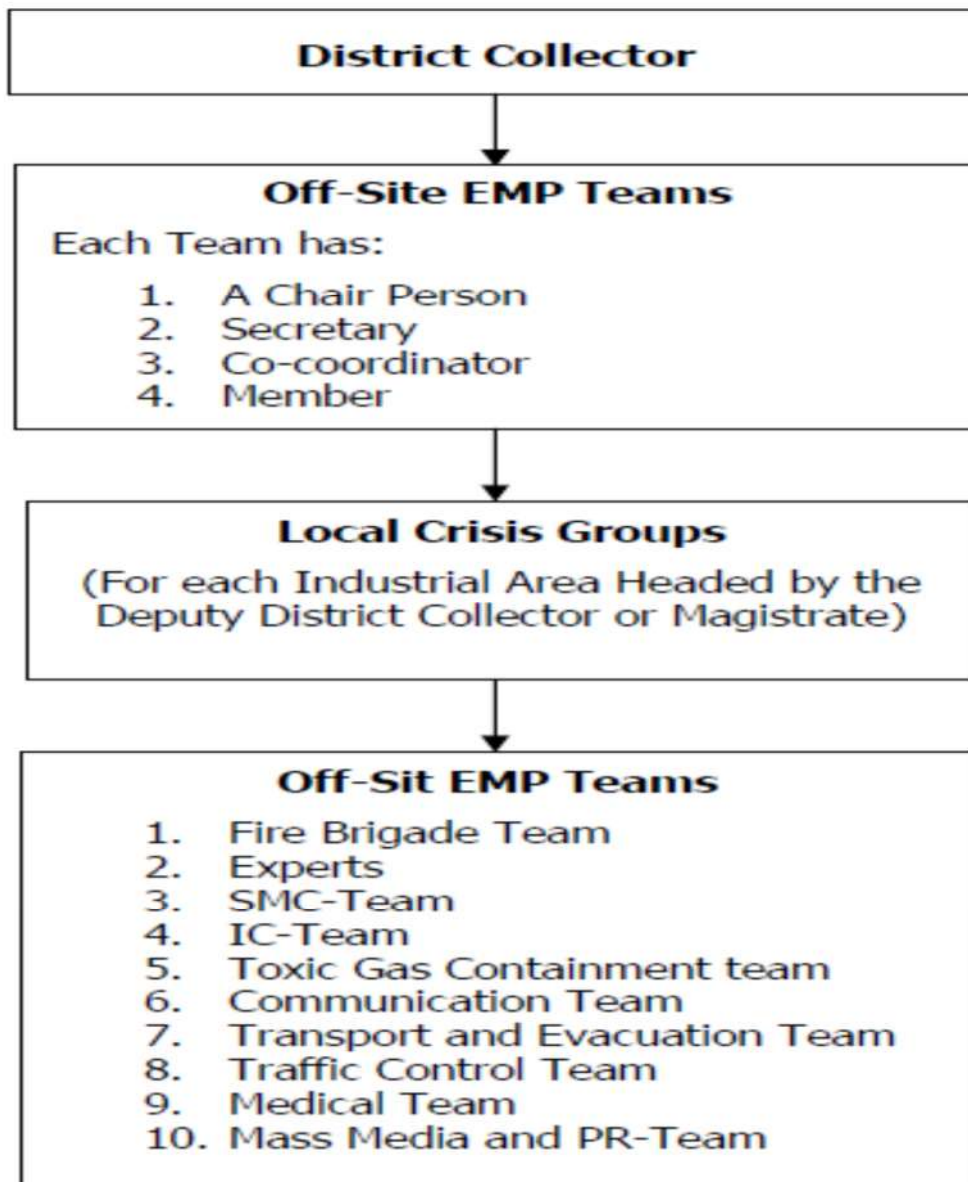 District Collector
Off-Site EMP Teams
Each Team has:
1. A Chair Person
2. Secretary
3. Co-coordinator
4. Member
Local Crisis Groups
(For each Industrial Area Headed by the
Deputy District Collector or Magistrate)
Off-Sit EMP Teams
1. Fire Brigade Team
2. Experts
3. SMC-Team
4. IC-Team
5. Toxic Gas Containment team
6. Communication Team
7. Transport and Evacuation Team
8. Traffic Control Team
9. Medical Team
10. Mass Media and PR-Team